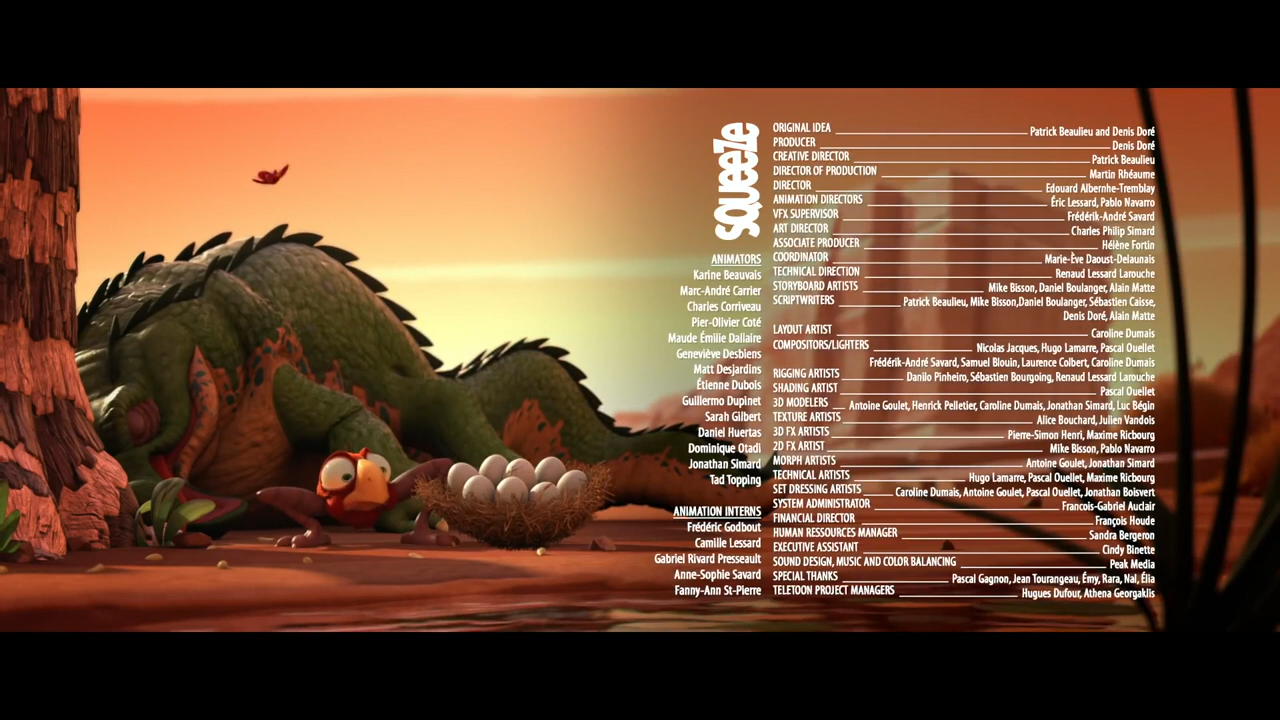 squeeze
ANIMATORS
Karine Beauvais
Marc-André Carrier
Charles Corriveau
Pier-Olivier Coté
Maude Émilie Dallaire
Geneviève Desbiens
Matt Desjardins
Étienne Dubois
Guillermo Dupinet
Sarah Gilbert
Daniel Huertas
Dominique Otadi
Jonathan Simard
Tad Topping
ANIMATION INTERNS
Frédéric Godbout
Camille Lessard
Gabriel Rivard Presseault
Anne-Sophie Savard
Fanny-Ann St-Pierre
ORIGINAL IDEA Patrick Beaulieu and Denis Doré
PRODUCER Denis Doré
CREATIVE DIRECTOR Patrick Beaulieu
DIRECTOR OF PRODUCTION Martin Rhéaume
DIRECTOR Edouard Albernhe-Tremblay
ANIMATION DIRECTORS Éric Lessard, Pablo Navarro
VFX SUPERVISOR Frédérik-André Savard
ART DIRECTOR Charles Philip Simard
ASSOCIATE PRODUCER Hélène Fortin
COORDINATOR Marie-Ève Daoust-Delaunais
TECHNICAL DIRECTION Renaud Lessard Larouche
STORYBOARD ARTISTS Mike Bisson, Daniel Boulanger, Alain Matte
SCRIPTWRITERS Patrick Beaulieu, Mike Bisson,Daniel Boulanger, Sébastien Caisse,
Denis Doré, Alain Matte
LAYOUT ARTIST Caroline Dumais
COMPOSITORS/LIGHTERS Nicolas Jacques, Hugo Lamarre, Pascal Ouellet
Frédérik-André Savard, Samuel Blouin, Laurence Colbert, Caroline Dumais
RIGGING ARTISTS Danilo Pinheiro, Sébastien Bourgoing, Renaud Lessard Larouche
SHADING ARTIST Pascal Ouellet
3D MODELERS Antoine Goulet, Henrick Pelletier, Caroline Dumais, Jonathan Simard, Luc Bégin
TEXTURE ARTISTS Alice Bouchard, Julien Vandois
3D FX ARTISTS Pierre-Simon Henri, Maxime Ricbourg
2D FX ARTIST Mike Bisson, Pablo Navarro
MORPH ARTISTS Antoine Goulet, Jonathan Simard
TECHNICAL ARTISTS Hugo Lamarre, Pascal Ouellet, Maxime Ricbourg
SET DRESSING ARTISTS Caroline Dumais, Antoine Goulet, Pascal Ouellet, Jonathan Boisvert
SYSTEM ADMINISTRATOR Francois-Gabriel Auclair
FINANCIAL DIRECTOR François Houde
HUMAN RESSOURCES MANAGER Sandra Bergeron
EXECUTIVE ASSISTANT Cindy Binette
SOUND DESIGN, MUSIC AND COLOR BALANCING Peak Media
SPECIAL THANKS Pascal Gagnon, Jean Tourangeau, Émy, Rara, Nal, Élia
TELETOON PROJECT MANAGERS Hugues Dufour, Athena Georgaklis